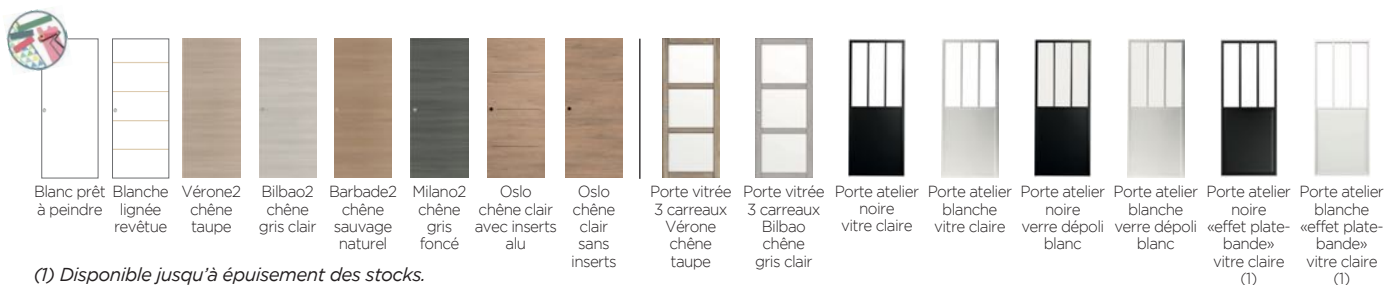 Blanc prêt
à peindre
Blanche
lignée
revêtue
Vérone2
chêne
taupe
Bilbao2
chêne
gris clair
Barbade2
chêne
sauvage
naturel
Milano2
chêne
gris
foncé
Oslo
chêne clair
avec inserts
alu
Oslo
chêne
clair
sans
inserts
Porte vitrée
3 carreaux
Vérone
chêne
taupe
Porte vitrée
3 carreaux
Bilbao
chêne
gris clair
Porte atelier
noire
vitre claire
Porte atelier
blanche
vitre claire
Porte atelier
noire
verre dépoli
blanc
Porte atelier
blanche
verre dépoli
blanc
Porte atelier
noire
«effet plate-
bande»
vitre claire
(1)
Porte atelier
blanche
«effet plate-
bande»
vitre claire
(1)
(1) Disponible jusqu'à épuisement des stocks.